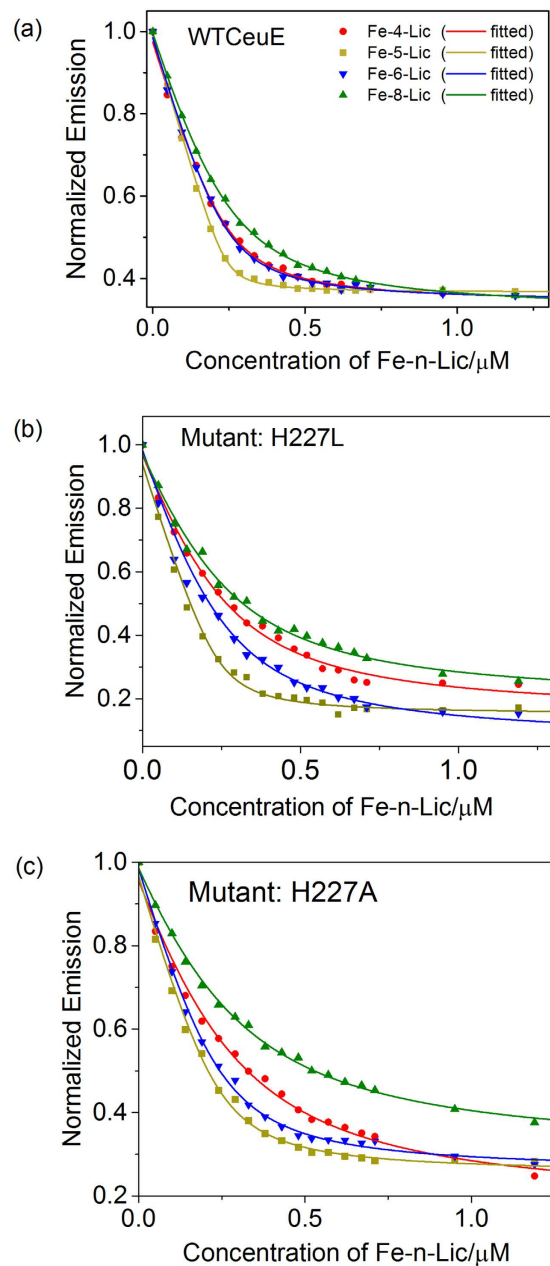 (a)
WTCeuE
Fe-4-Lic (— fitted)
Fe-5-Lic (— fitted)
Fe-6-Lic (— fitted)
Fe-8-Lic (— fitted)
Normalized Emission
1.0
0.8
0.6
0.4
0.0
0.5
1.0
Concentration of Fe-n-Lic/μM
(b)
Mutant: H227L
Normalized Emission
1.0
0.8
0.6
0.4
0.2
0.0
0.5
1.0
Concentration of Fe-n-Lic/μM
(c)
Mutant: H227A
Normalized Emission
1.0
0.8
0.6
0.4
0.2
0.0
0.5
1.0
Concentration of Fe-n-Lic/μM